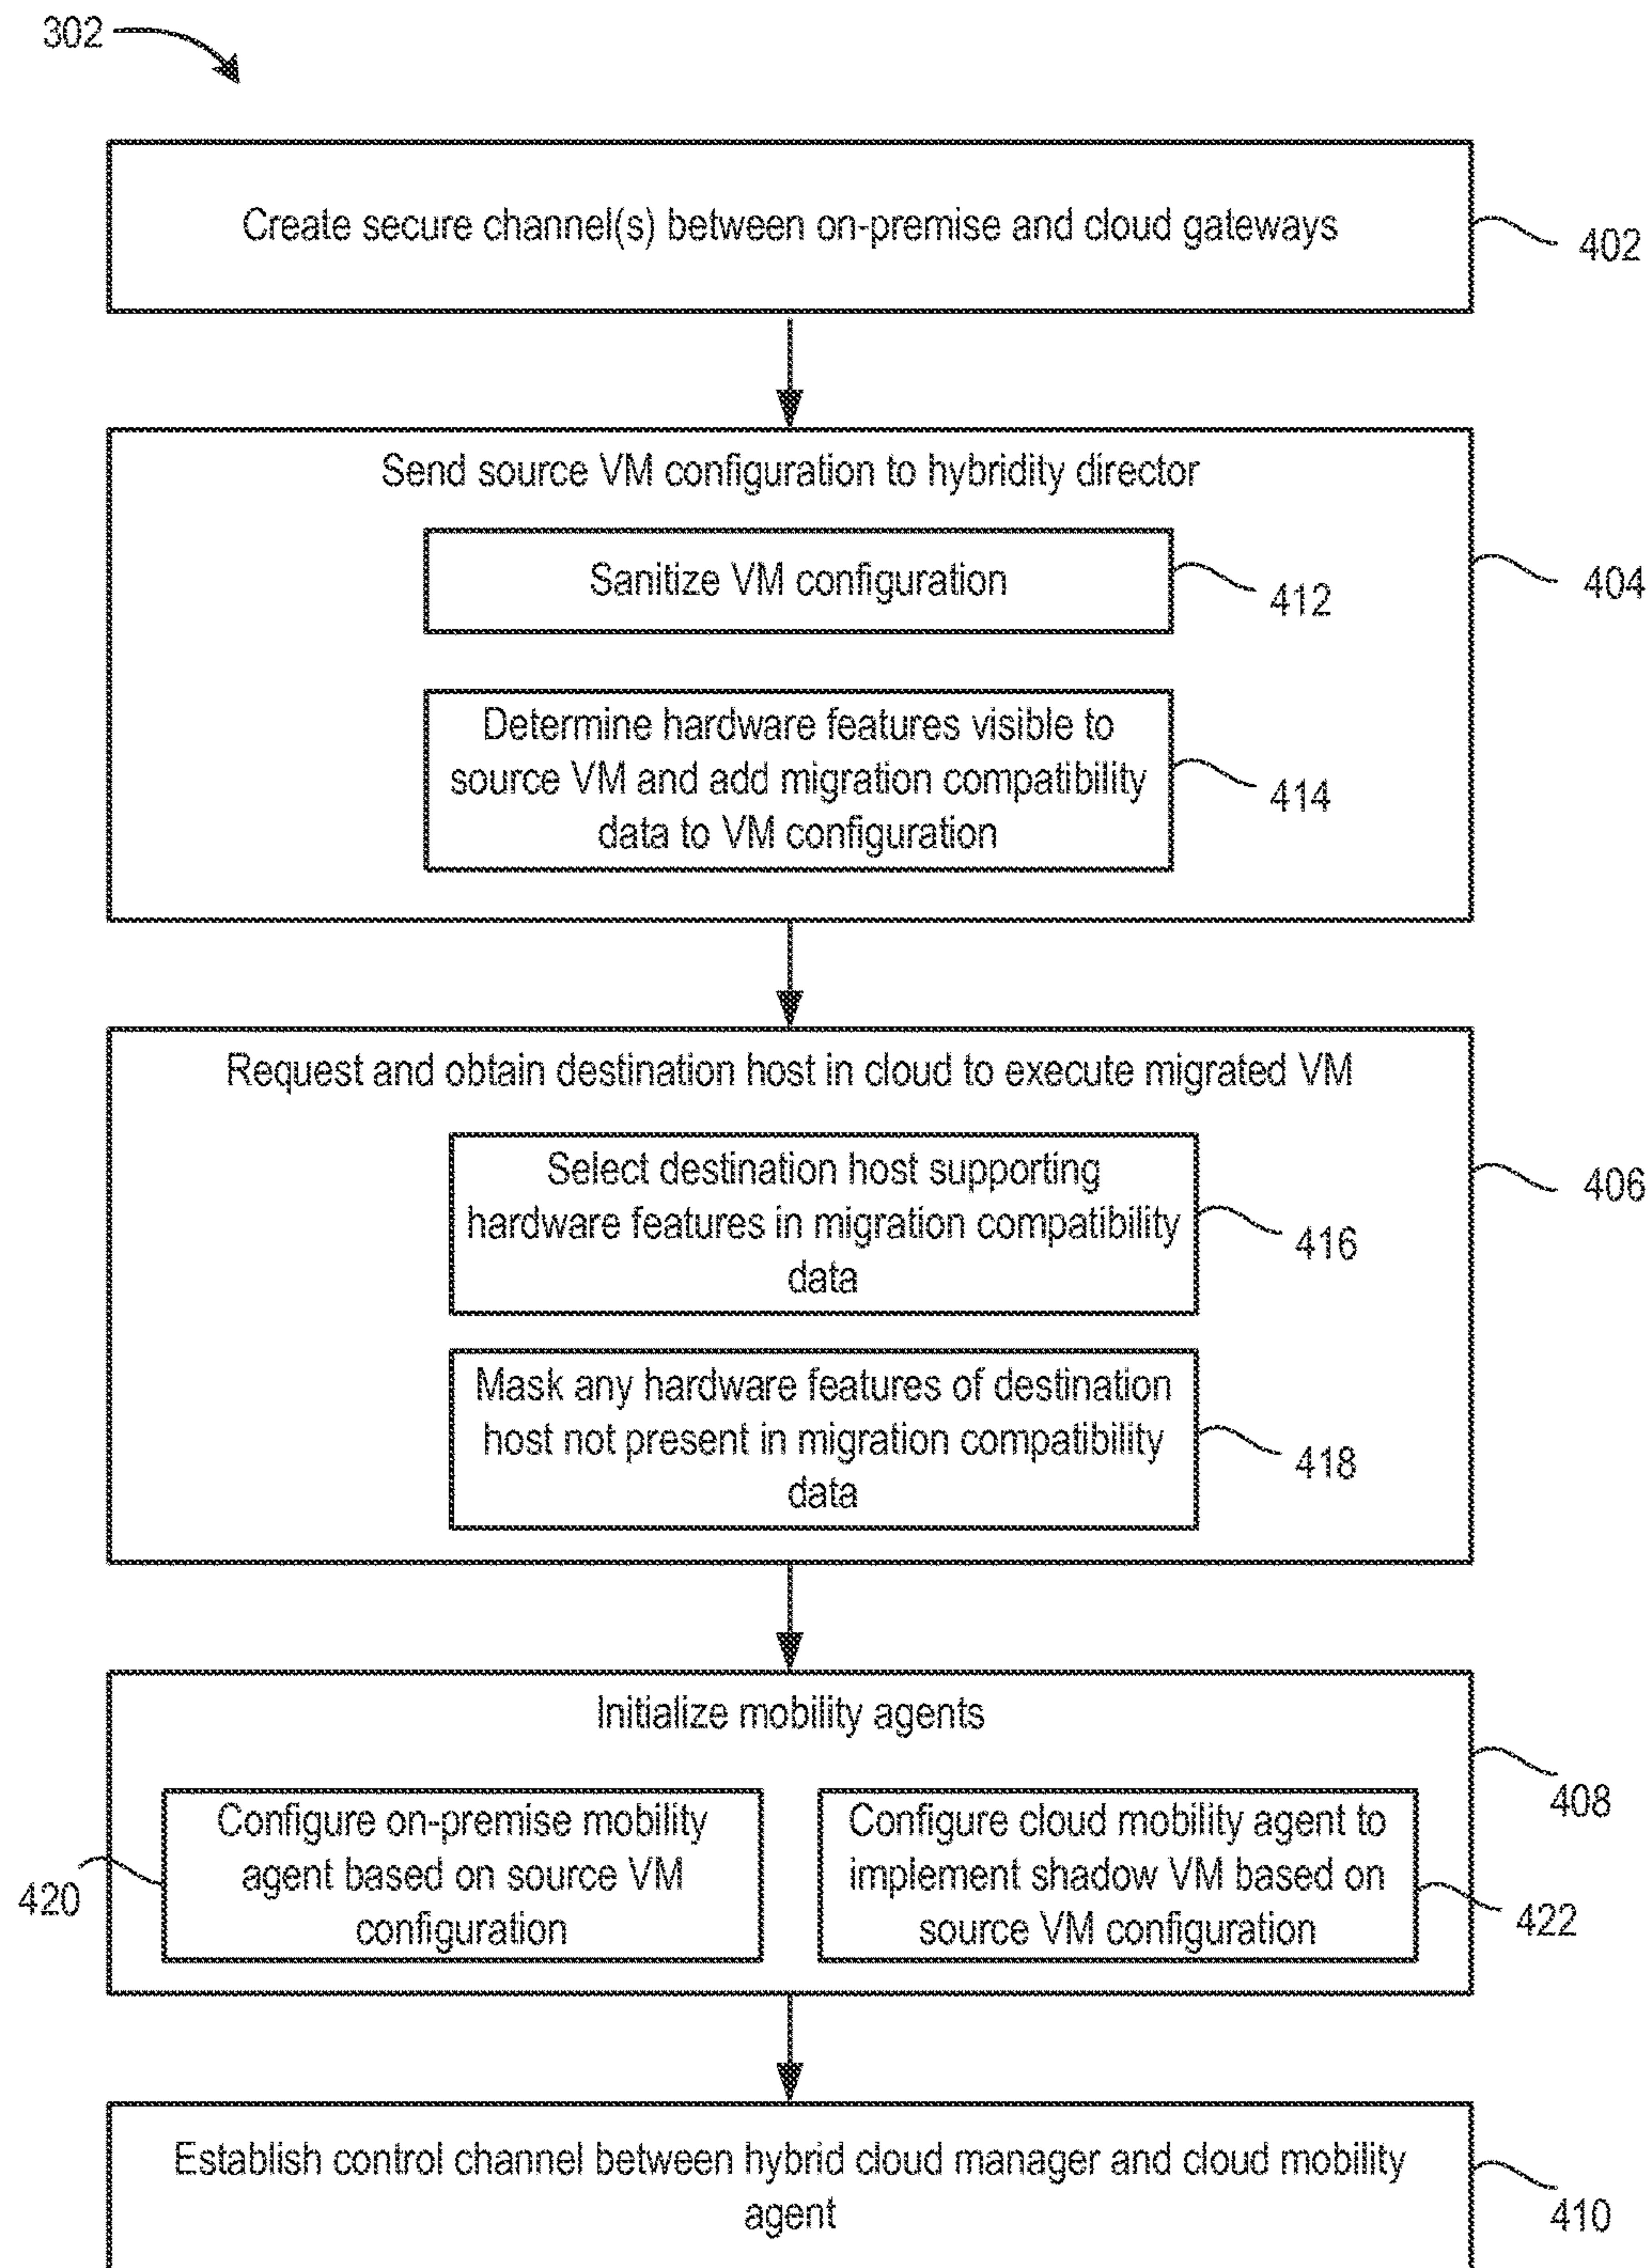 302
Create secure channel(s) between on-premise and cloud gateways
402
Send source VM configuration to hybridity director
404
Sanitize VM configuration
412
Determine hardware features visible to
source VM and add migration compatibility
data to VM configuration
414
Request and obtain destination host in cloud to execute migrated VM
406
Select destination host supporting
hardware features in migration compatibility
data
416
Mask any hardware features of destination
host not present in migration compatibility
data
418
Initialize mobility agents
408
Configure on-premise mobility
agent based on source VM
configuration
420
Configure cloud mobility agent to
implement shadow VM based on
source VM configuration
422
Establish control channel between hybrid cloud manager and cloud mobility
agent
410